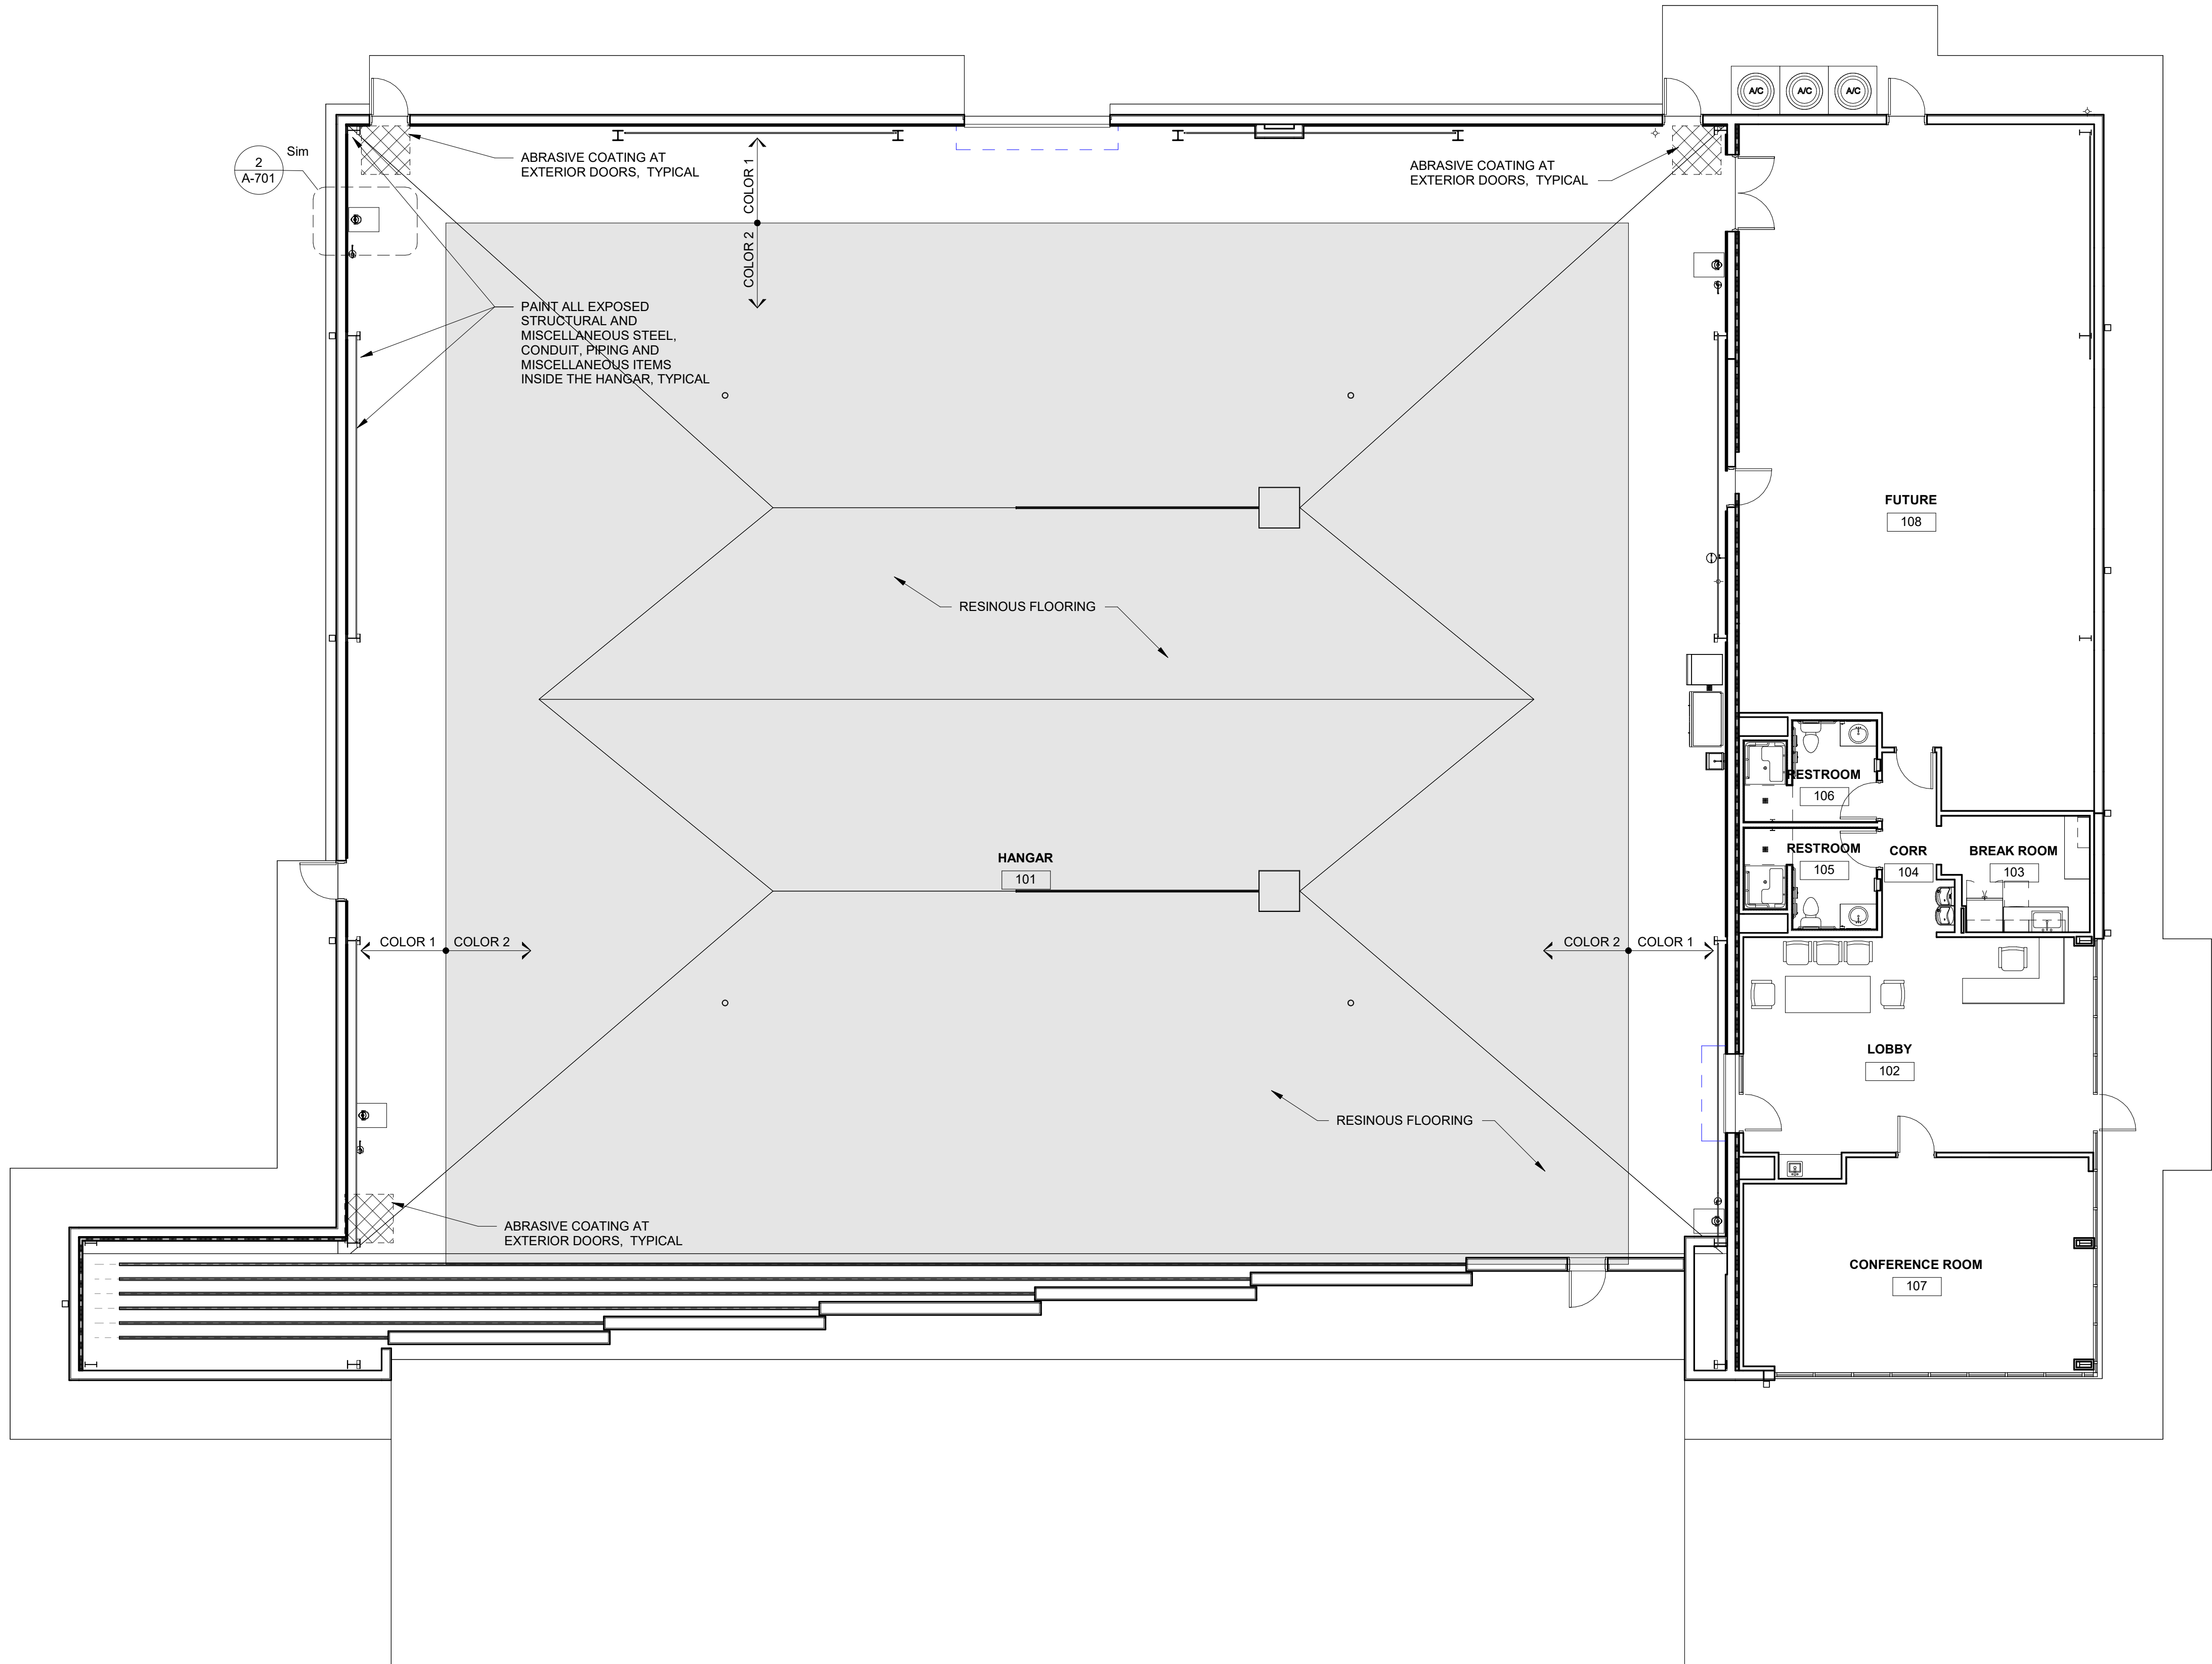 A/C
A/C
A/C
2
A-701
Sim
ABRASIVE COATING AT
EXTERIOR DOORS, TYPICAL
COLOR 1
COLOR 2
ABRASIVE COATING AT
EXTERIOR DOORS, TYPICAL
PAINT ALL EXPOSED
STRUCTURAL AND
MISCELLANEOUS STEEL,
CONDUIT, PIPING AND
MISCELLANEOUS ITEMS
INSIDE THE HANGAR, TYPICAL
FUTURE
108
RESINOUS FLOORING
RESTROOM
106
RESTROOM
105
CORR
104
BREAK ROOM
103
HANGAR
101
COLOR 1
COLOR 2
COLOR 2
COLOR 1
LOBBY
102
RESINOUS FLOORING
ABRASIVE COATING AT
EXTERIOR DOORS, TYPICAL
CONFERENCE ROOM
107